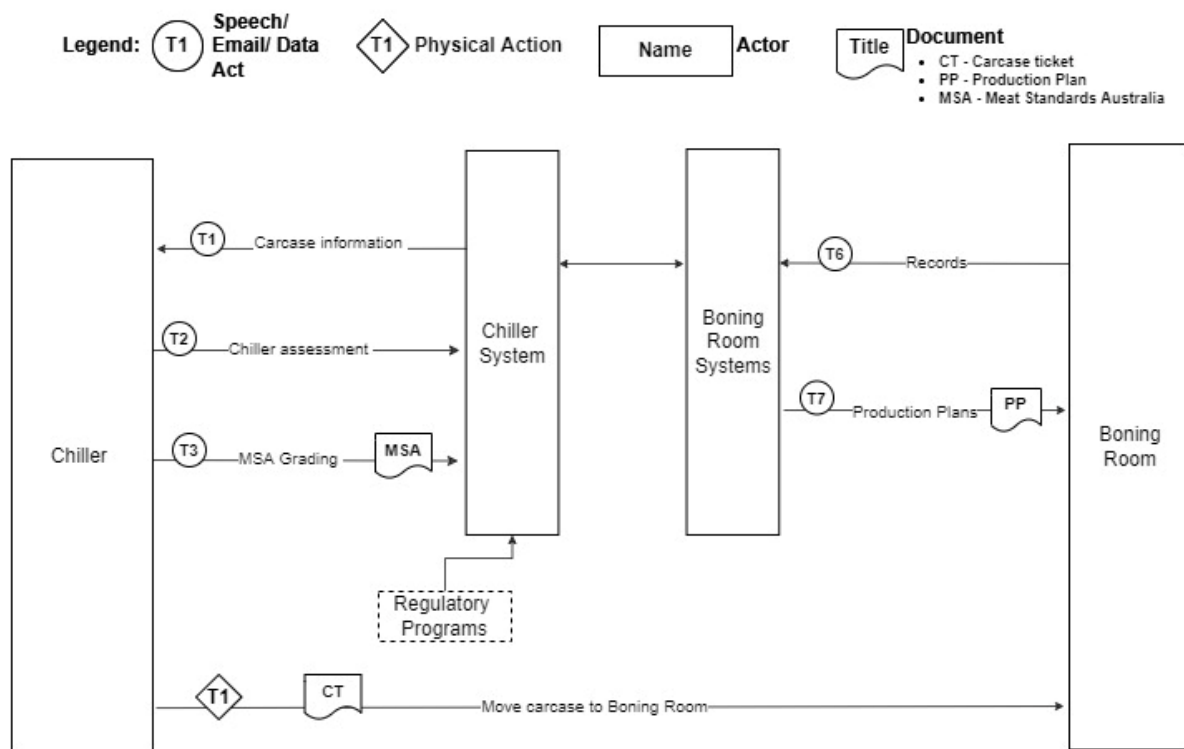 Legend:
T1
Speech/
Email/ Data
Act
T1
Physical Action
Name
Actor
Title
Document
• CT - Carcase ticket
• PP - Production Plan
• MSA - Meat Standards Australia
Chiller
T1
Carcase information
T2
Chiller assessment
T3
MSA Grading
MSA
Chiller
System
Regulatory
Programs
Boning
Room
Systems
T6
Records
T7
Production Plans
PP
Boning
Room
T1
CT
Move carcase to Boning Room